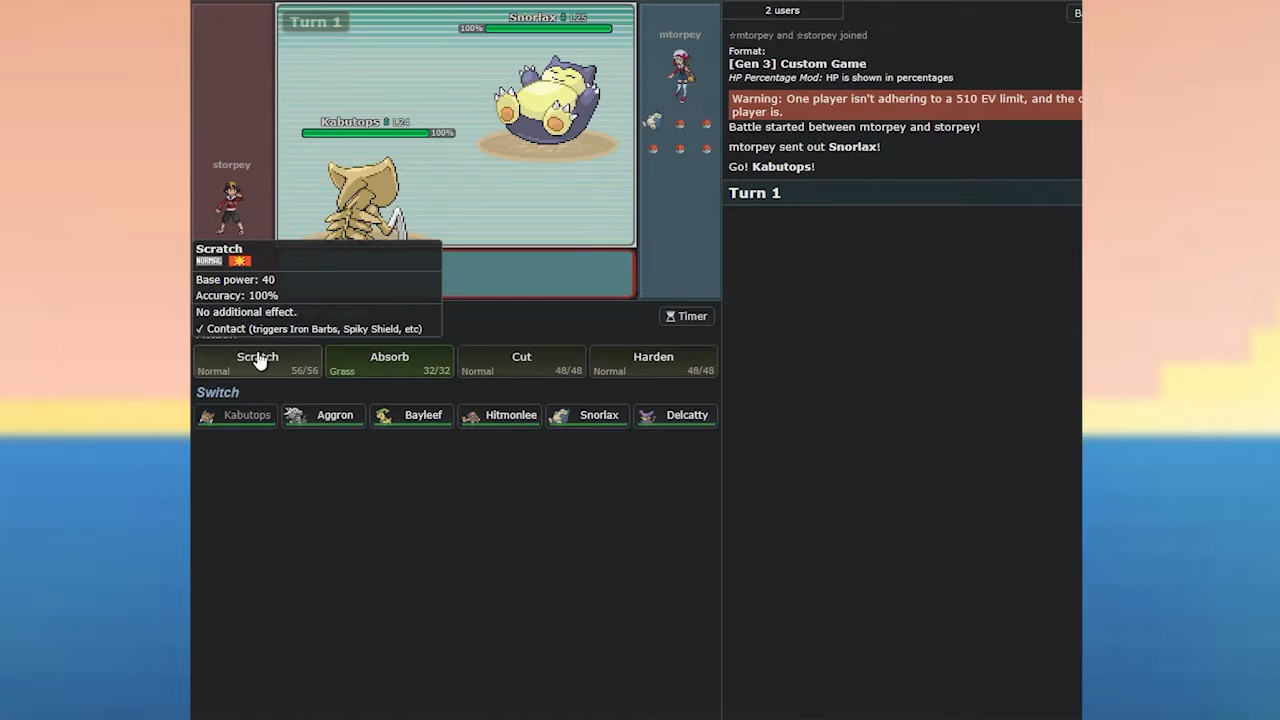 Turn 1
Snorlax L25
100%
Kabutops L24
100%
storpey
mtorpey
Scratch
NORMAL
Base power: 40
Accuracy: 100%
No additional effect.
✓ Contact (triggers Iron Barbs, Spiky Shield, etc)
Timer
Scratch
Normal 56/56
Absorb
Grass 32/32
Cut
Normal 48/48
Harden
Normal 48/48
Switch
Kabutops Aggron Bayleef Hitmonlee Snorlax Delcatty
2 users
B
☆mtorpey and ☆storpey joined
Format:
[Gen 3] Custom Game
HP Percentage Mod: HP is shown in percentages
Warning: One player isn't adhering to a 510 EV limit, and the o
player is.
Battle started between mtorpey and storpey!
mtorpey sent out Snorlax!
Go! Kabutops!
Turn 1